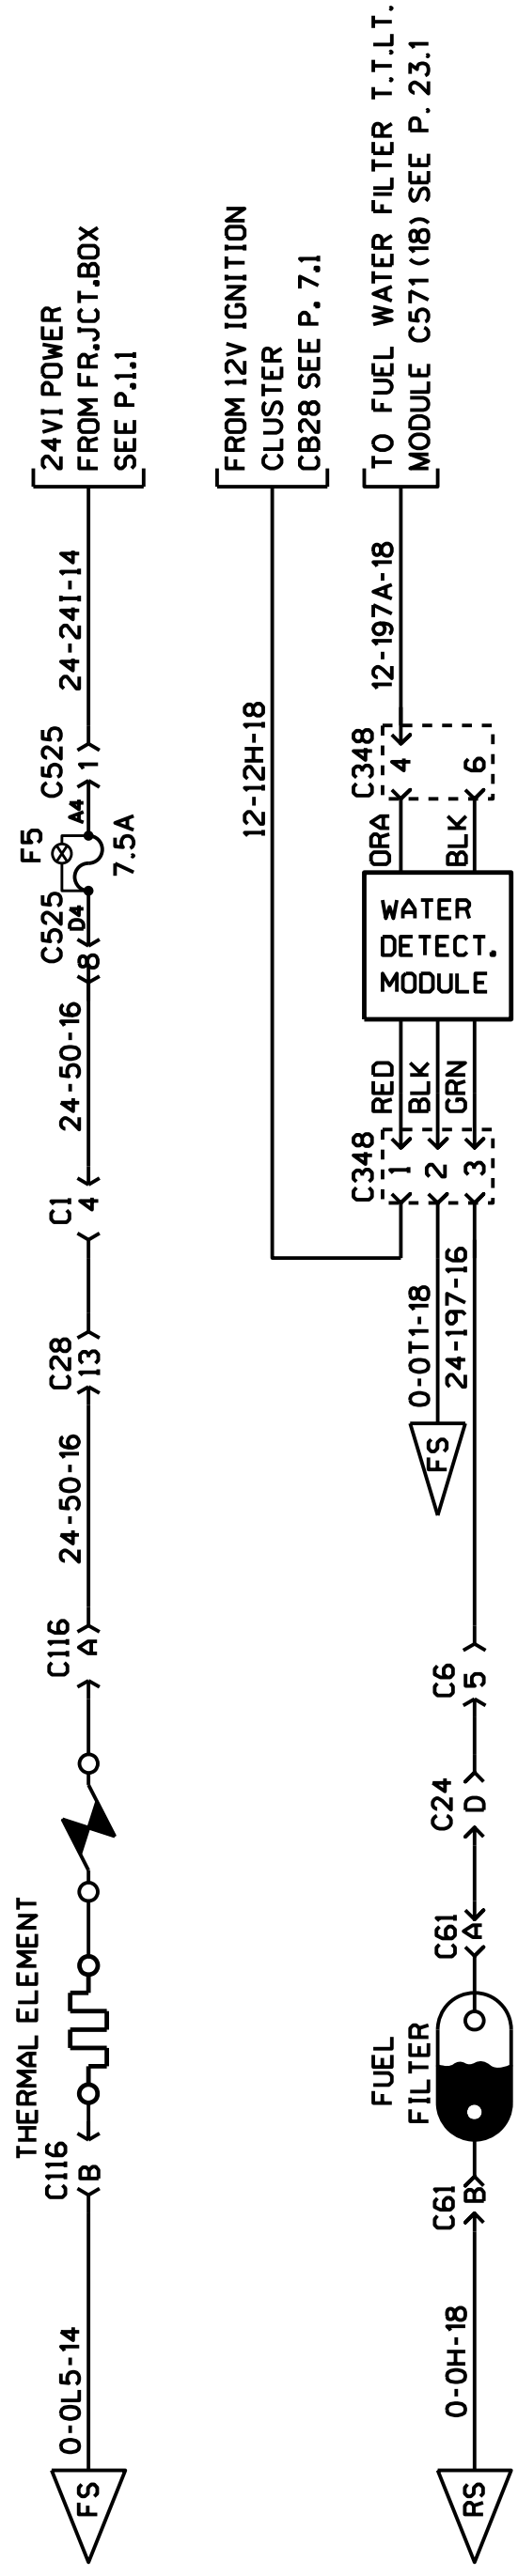 24VI POWER
FROM FR.JCT.BOX
SEE P.1.1
24-24I-14
C525
1
A4
F5
7.5A
C525
D4
8
24-50-16
C1
4
C28
13
24-50-16
C116
A
THERMAL ELEMENT
C116
B
0-0L5-14
FS
FROM 12V IGNITION
CLUSTER
CB28 SEE P. 7.1
12-12H-18
TO FUEL WATER FILTER T.T.LT.
MODULE C571(18) SEE P. 23.1
12-197A-18
C348
4
6
ORA
BLK
WATER
DETECT.
MODULE
RED
BLK
GRN
C348
1
2
3
0-0T1-18
FS
24-197-16
C6
5
C24
D
C61
A
FUEL
FILTER
C61
B
0-0H-18
RS